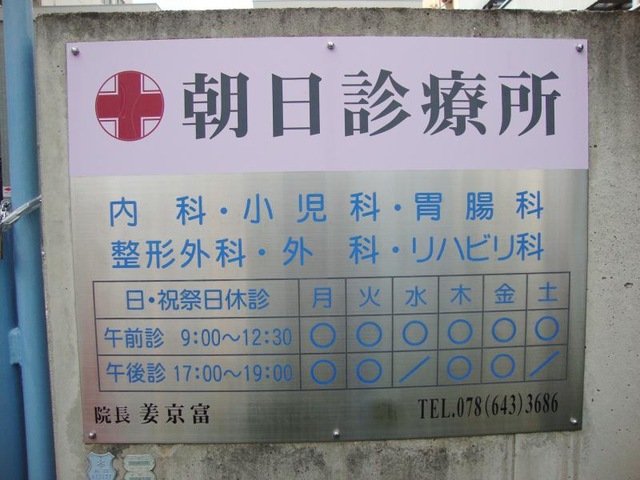 朝日診療所
内科・小児科・胃腸科
整形外科・外科・リハビリ科
日・祝祭日休診 月 火 水 木 金 土
午前診 9:00～12:30 ○ ○ ○ ○ ○ ○
午後診 17:00～19:00 ○ ○ ／ ○ ○ ／
院長 姜京富 TEL.078(643)3686